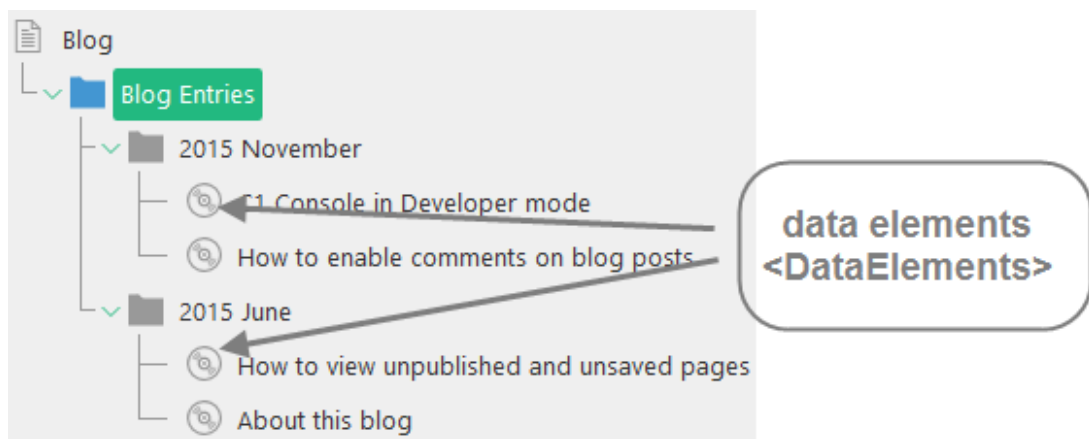 Blog
Blog Entries
2015 November
C1 Console in Developer mode
How to enable comments on blog posts
2015 June
How to view unpublished and unsaved pages
About this blog
data elements
<DataElements>